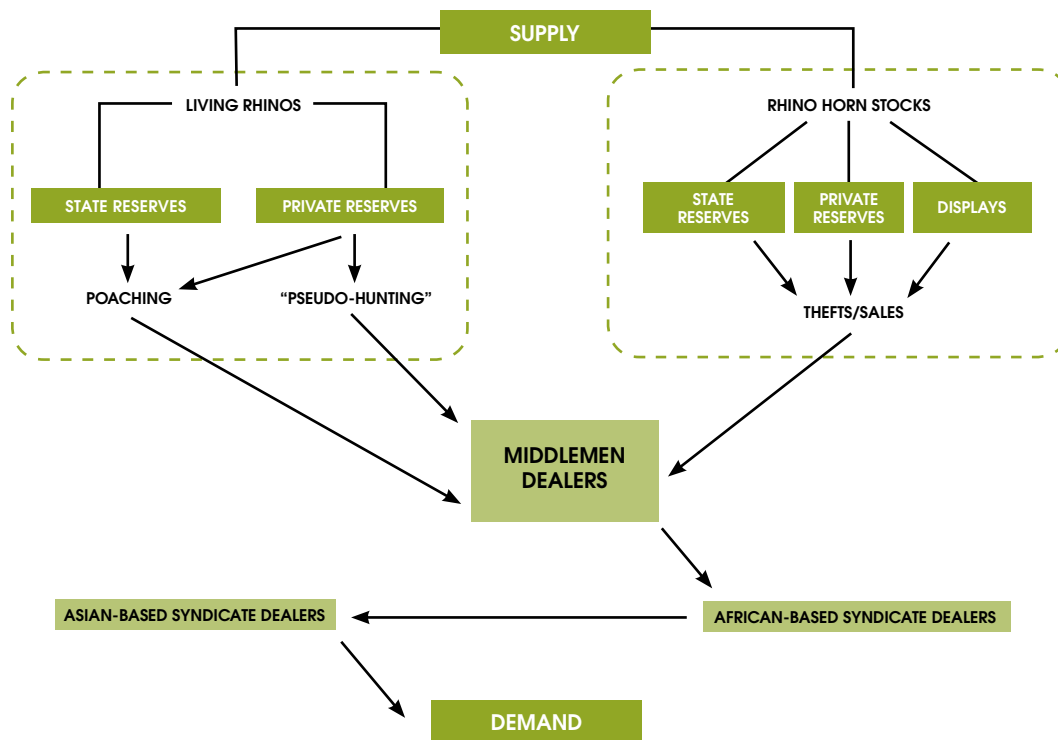 SUPPLY
LIVING RHINOS
RHINO HORN STOCKS
STATE RESERVES
PRIVATE RESERVES
STATE
RESERVES
PRIVATE
RESERVES
DISPLAYS
POACHING
“PSEUDO-HUNTING”
THEFTS/SALES
MIDDLEMEN
DEALERS
ASIAN-BASED SYNDICATE DEALERS
AFRICAN-BASED SYNDICATE DEALERS
DEMAND